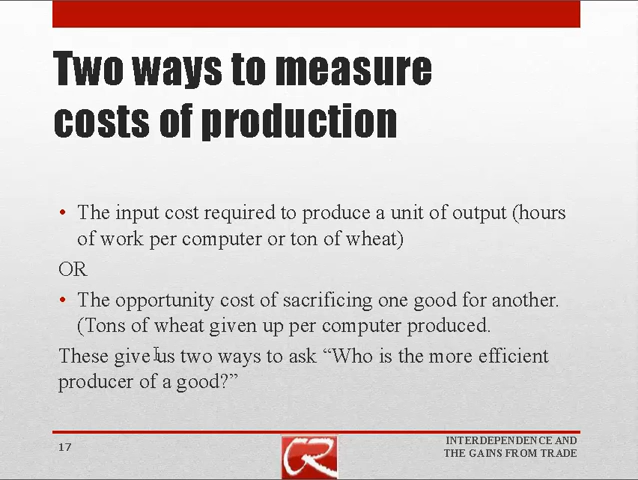 Two ways to measure
costs of production
• The input cost required to produce a unit of output (hours
of work per computer or ton of wheat)
OR
• The opportunity cost of sacrificing one good for another.
(Tons of wheat given up per computer produced.
These give us two ways to ask “Who is the more efficient
producer of a good?”
17
INTERDEPENDENCE AND
THE GAINS FROM TRADE